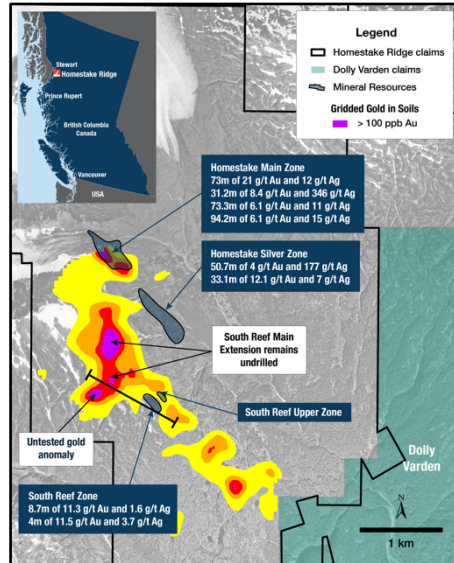 Stewart
Homestake Ridge
Prince Rupert
British Columbia
Canada
Vancouver
USA
Legend
Homestake Ridge claims
Dolly Varden claims
Mineral Resources
Gridded Gold in Soils
> 100 ppb Au
Homestake Main Zone
73m of 21 g/t Au and 12 g/t Ag
31.2m of 8.4 g/t Au and 346 g/t Ag
73.3m of 6.1 g/t Au and 11 g/t Ag
94.2m of 6.1 g/t Au and 15 g/t Ag
Homestake Silver Zone
50.7m of 4 g/t Au and 177 g/t Ag
33.1m of 12.1 g/t Au and 7 g/t Ag
South Reef Main
Extension remains
undrilled
South Reef Upper Zone
Untested gold
anomaly
Dolly
Varden
South Reef Zone
8.7m of 11.3 g/t Au and 1.6 g/t Ag
4m of 11.5 g/t Au and 3.7 g/t Ag
N
1 km